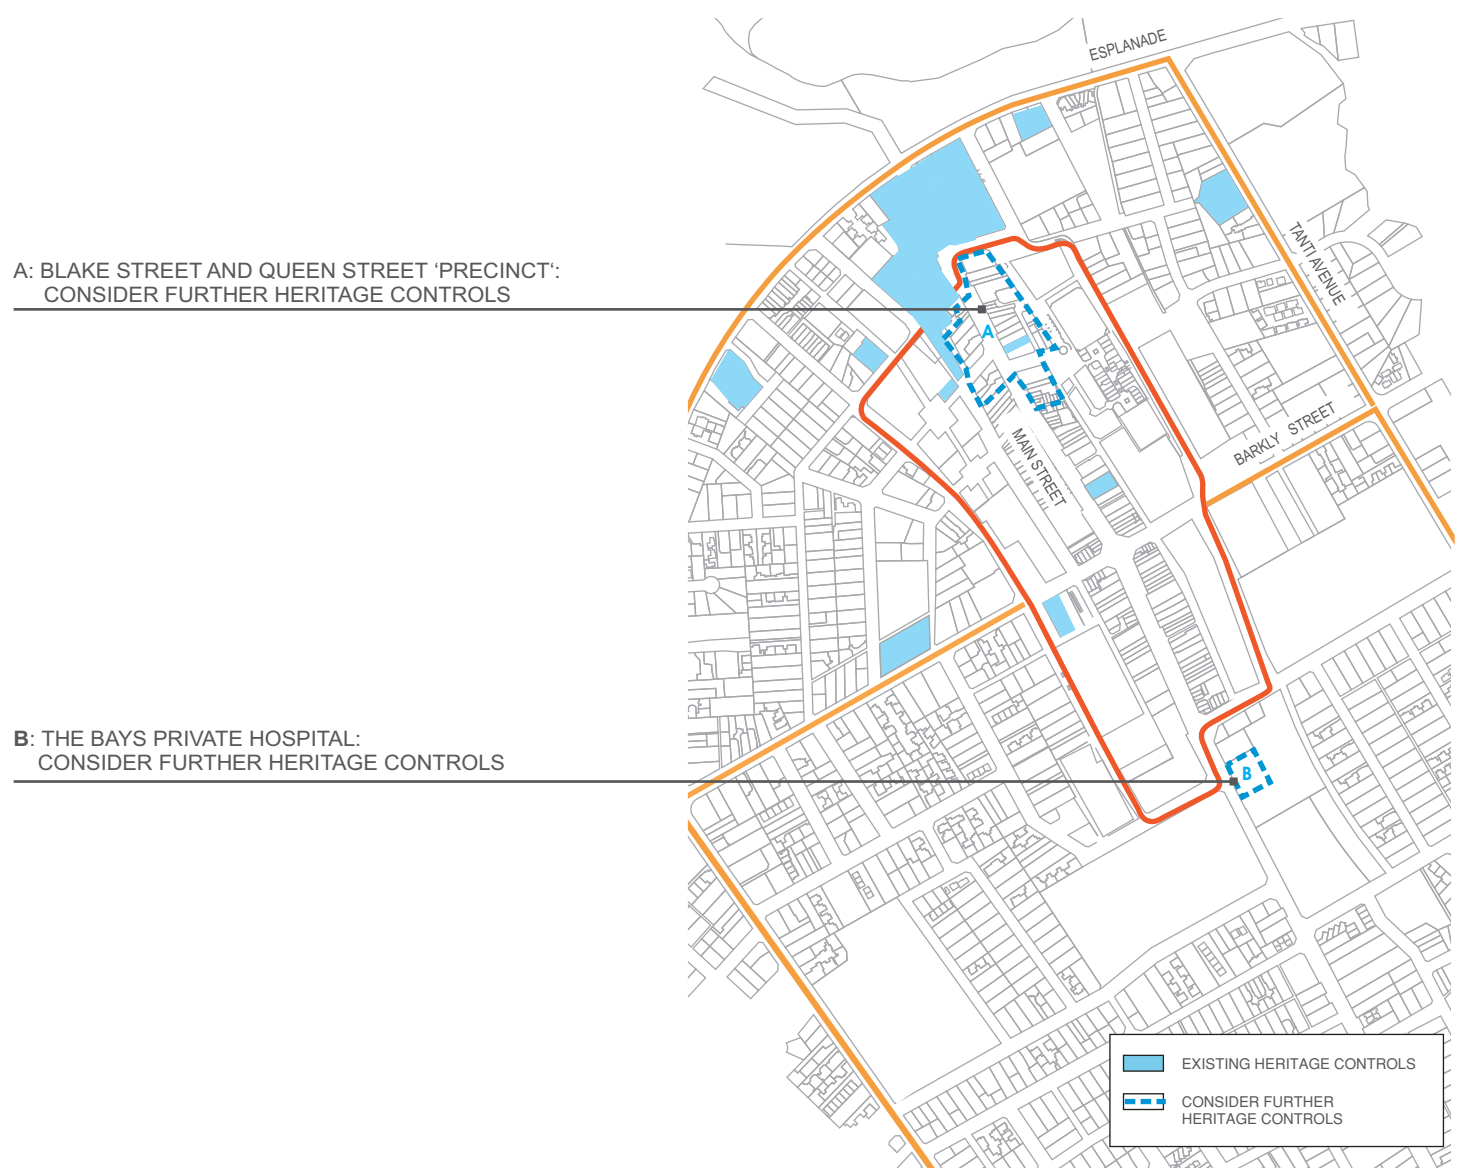 ESPLANADE
A: BLAKE STREET AND QUEEN STREET ‘PRECINCT‘:
CONSIDER FURTHER HERITAGE CONTROLS
TANTI AVENUE
A
BARKLY STREET
MAIN STREET
B: THE BAYS PRIVATE HOSPITAL:
CONSIDER FURTHER HERITAGE CONTROLS
B
EXISTING HERITAGE CONTROLS
CONSIDER FURTHER
HERITAGE CONTROLS